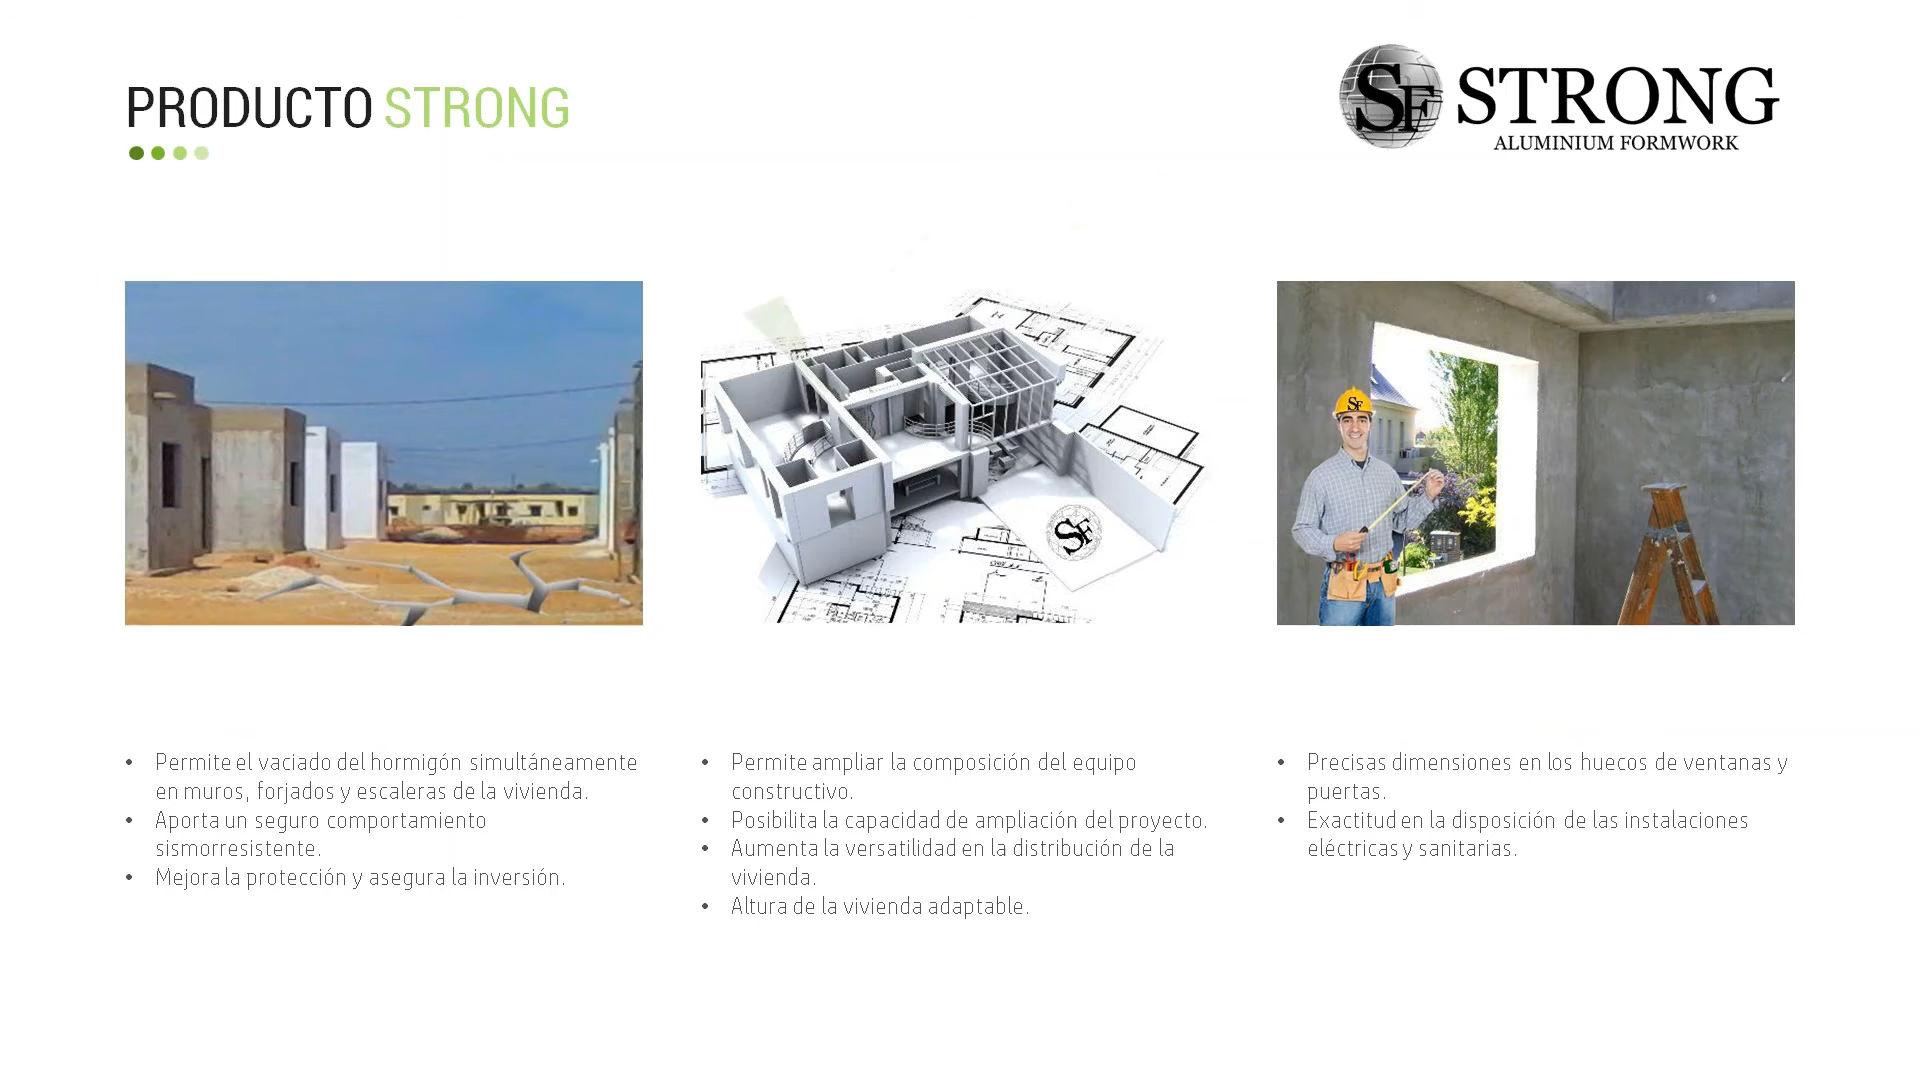 PRODUCTO STRONG
SF STRONG
ALUMINIUM FORMWORK
SF
SF
• Permite el vaciado del hormigón simultáneamente
en muros, forjados y escaleras de la vivienda.
• Aporta un seguro comportamiento
sismorresistente.
• Mejora la protección y asegura la inversión.
• Permite ampliar la composición del equipo
constructivo.
• Posibilita la capacidad de ampliación del proyecto.
• Aumenta la versatilidad en la distribución de la
vivienda.
• Altura de la vivienda adaptable.
• Precisas dimensiones en los huecos de ventanas y
puertas.
• Exactitud en la disposición de las instalaciones
eléctricas y sanitarias.